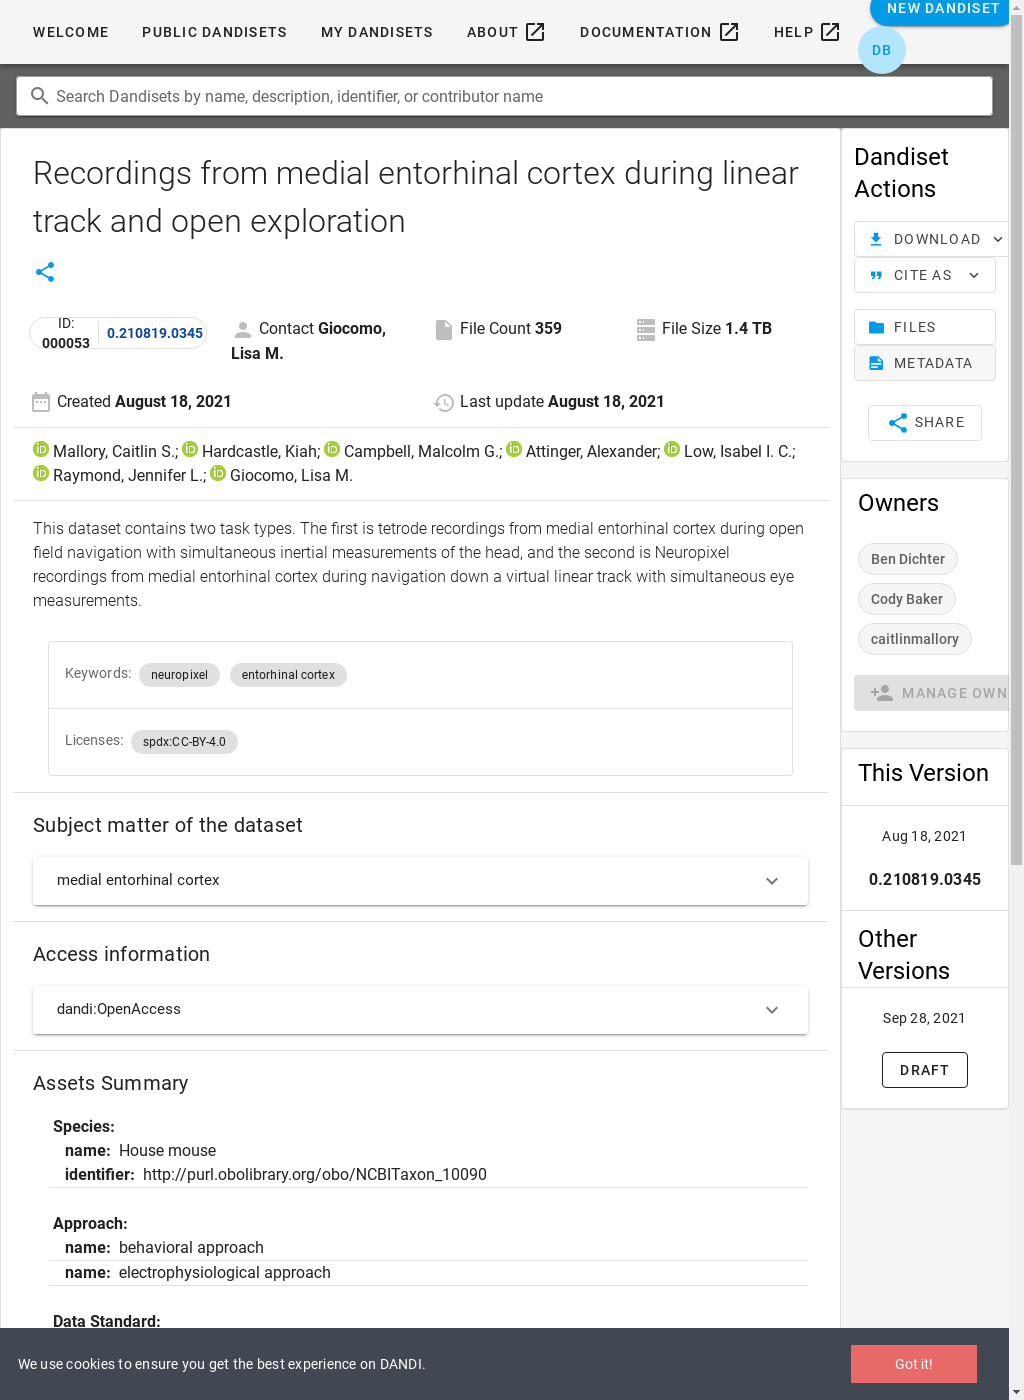 NEW DANDISET
WELCOME PUBLIC DANDISETS MY DANDISETS ABOUT DOCUMENTATION HELP
DB
Search Dandisets by name, description, identifier, or contributor name
Recordings from medial entorhinal cortex during linear
track and open exploration
ID:
000053
0.210819.0345
Contact Giocomo,
Lisa M.
File Count 359
File Size 1.4 TB
Created August 18, 2021
Last update August 18, 2021
Mallory, Caitlin S.; Hardcastle, Kiah; Campbell, Malcolm G.; Attinger, Alexander; Low, Isabel I. C.;
Raymond, Jennifer L.; Giocomo, Lisa M.
This dataset contains two task types. The first is tetrode recordings from medial entorhinal cortex during open
field navigation with simultaneous inertial measurements of the head, and the second is Neuropixel
recordings from medial entorhinal cortex during navigation down a virtual linear track with simultaneous eye
measurements.
Keywords: neuropixel entorhinal cortex
Licenses: spdx:CC-BY-4.0
Subject matter of the dataset
medial entorhinal cortex
Access information
dandi:OpenAccess
Assets Summary
Species:
name: House mouse
identifier: http://purl.obolibrary.org/obo/NCBITaxon_10090
Approach:
name: behavioral approach
name: electrophysiological approach
Data Standard:
Dandiset
Actions
DOWNLOAD
CITE AS
FILES
METADATA
SHARE
Owners
Ben Dichter
Cody Baker
caitlinmallory
MANAGE OWN
This Version
Aug 18, 2021
0.210819.0345
Other
Versions
Sep 28, 2021
DRAFT
We use cookies to ensure you get the best experience on DANDI.
Got it!